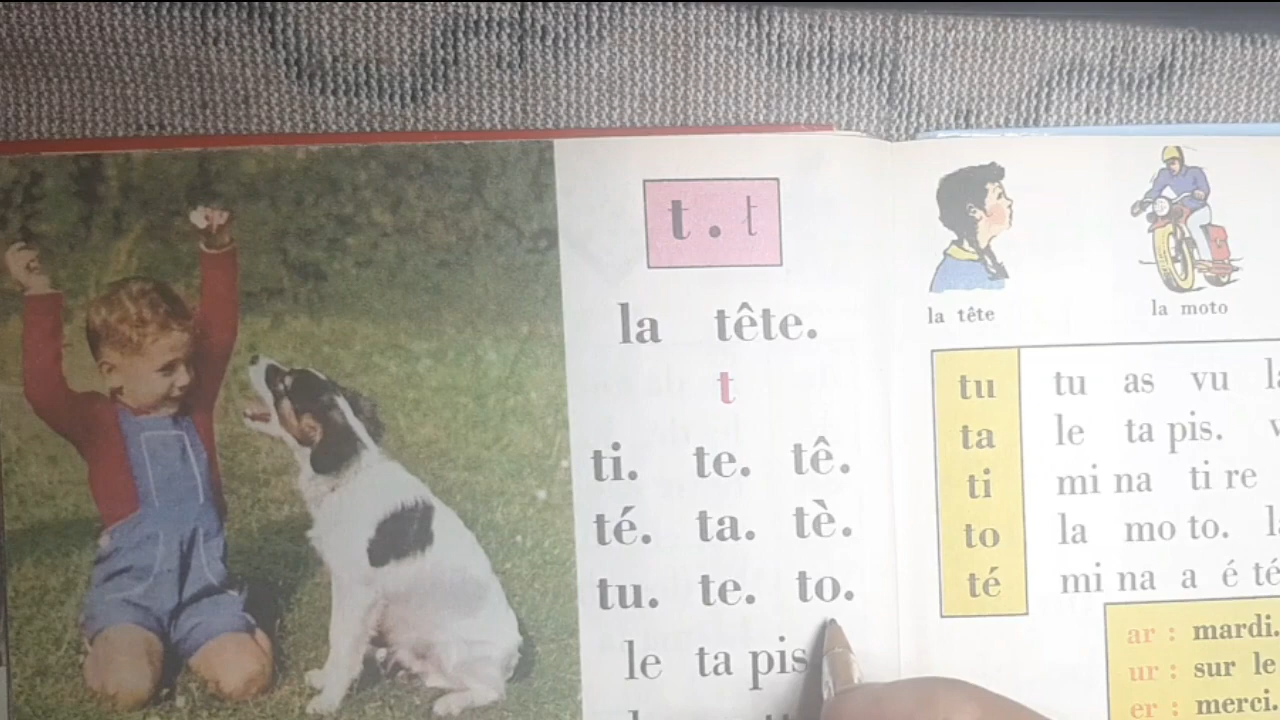 t . t
la tête.
t
ti. te. tê.
té. ta. tè.
tu. te. to.
le ta pis
la tête
la moto
tu
ta
ti
to
té
tu as vu
le ta pis.
mi na ti re
la mo to.
mi na a é té
ar : mardi.
ur : sur le
er : merci.